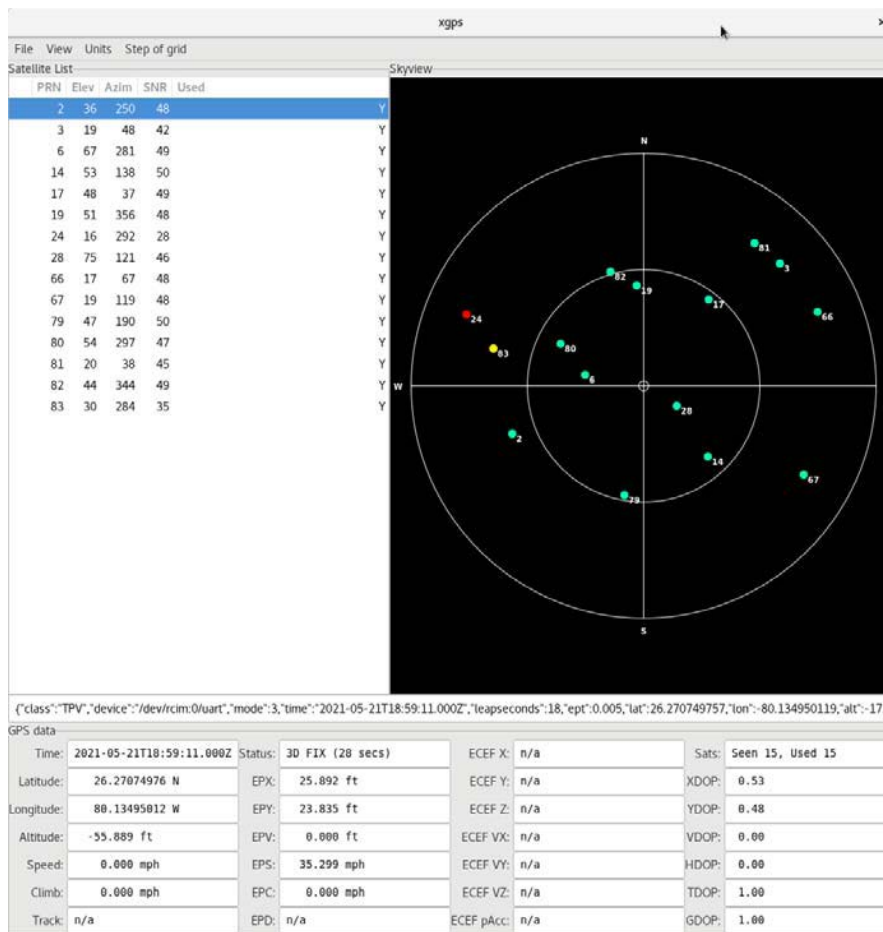 xgps
File View Units Step of grid
Satellite List
PRN Elev Azim SNR Used
2 36 250 48 Y
3 19 48 42 Y
6 67 281 49 Y
14 53 138 50 Y
17 48 37 49 Y
19 51 356 48 Y
24 16 292 28 Y
28 75 121 46 Y
66 17 67 48 Y
67 19 119 48 Y
79 47 190 50 Y
80 54 297 47 Y
81 20 38 45 Y
82 44 344 49 Y
83 30 284 35 Y
Skyview
N
81
3
82
19
17
66
24
83
80
6
W
28
2
14
67
79
S
{"class":"TPV","device":"/dev/rcim:0/uart","mode":3,"time":"2021-05-21T18:59:11.000Z","leapseconds":18,"ept":0.005,"lat":26.270749757,"lon":-80.134950119,"alt":-17
GPS data
Time: 2021-05-21T18:59:11.000Z Status: 3D FIX (28 secs) ECEF X: n/a Sats: Seen 15, Used 15
Latitude: 26.27074976 N EPX: 25.892 ft ECEF Y: n/a XDOP: 0.53
Longitude: 80.13495012 W EPY: 23.835 ft ECEF Z: n/a YDOP: 0.48
Altitude: -55.889 ft EPV: 0.000 ft ECEF VX: n/a VDOP: 0.00
Speed: 0.000 mph EPS: 35.299 mph ECEF VY: n/a HDOP: 0.00
Climb: 0.000 mph EPC: 0.000 mph ECEF VZ: n/a TDOP: 1.00
Track: n/a EPD: n/a ECEF pAcc: n/a GDOP: 1.00